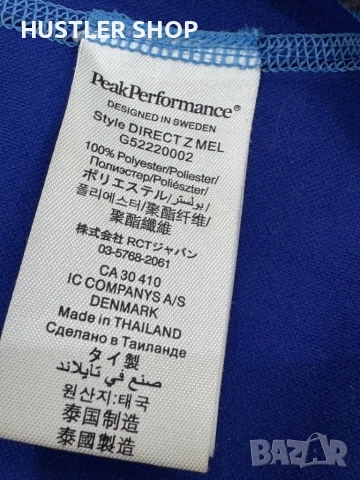 HUSTLER SHOP
PeakPerformance®
DESIGNED IN SWEDEN
Style DIRECT Z MEL
G52220002
100% Polyester/Poliester/
Полиэстер/Poliészter/
ポリエステル/بوليستر/
폴리에스터/聚酯纤维/
聚酯纖維
株式会社 RCTジャパン
03-5768-2061
CA 30 410
IC COMPANYS A/S
DENMARK
Made in THAILAND
Сделано в Таиланде
タイ製
صنع في تايلاند
원산지:태국
泰国制造
泰國製造
BAZAR